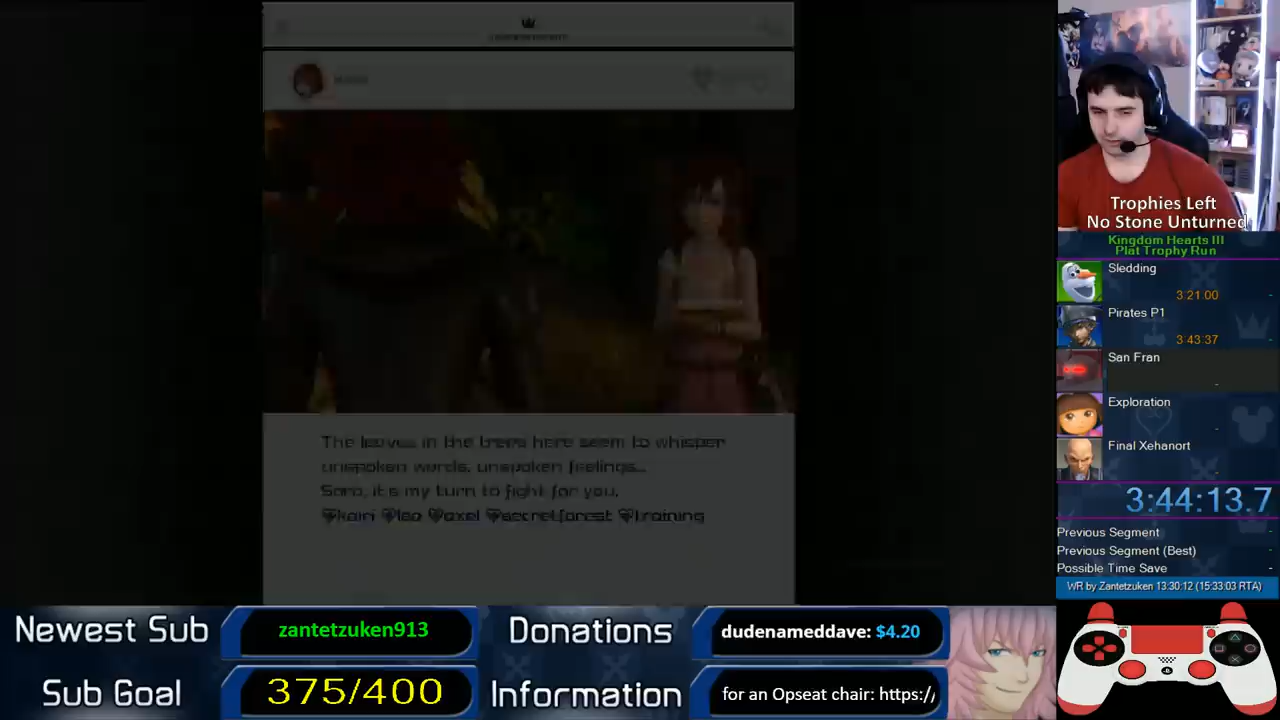 The leaves in the trees here seem to whisper
unspoken words, unspoken feelings...
Sora, it's my turn to fight for you.
kairi lea axel secret_forest training
Trophies Left
No Stone Unturned
Kingdom Hearts III
Plat Trophy Run
Sledding
3:21:00 -
Pirates P1
3:43:37 -
San Fran
-
Exploration
-
Final Xehanort
-
3:44:13.7
Previous Segment -
Previous Segment (Best) -
Possible Time Save -
WR by Zantetzuken 13:30:12 (15:33:03 RTA)
Newest Sub
zantetzuken913
Donations
dudenameddave: $4.20
Sub Goal
375/400
Information
for an Opseat chair: https:/